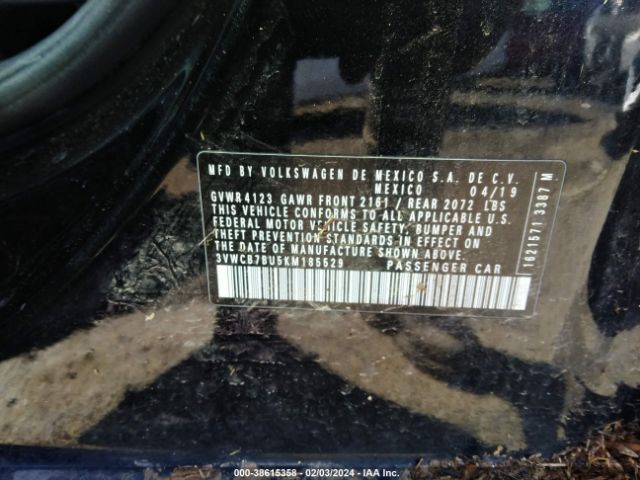 MFD BY VOLKSWAGEN DE MEXICO S.A. DE C.V.
MEXICO 04/19
GVWR 4123 GAWR FRONT 2161 / REAR 2072 LBS
THIS VEHICLE CONFORMS TO ALL APPLICABLE U.S.
FEDERAL MOTOR VEHICLE SAFETY, BUMPER AND
THEFT PREVENTION STANDARDS IN EFFECT ON
THE DATE OF MANUFACTURE SHOWN ABOVE.
3VWCB7BU5KM185529 PASSENGER CAR
1621571 3387 M
000-38615358 - 02/03/2024 - IAA Inc.